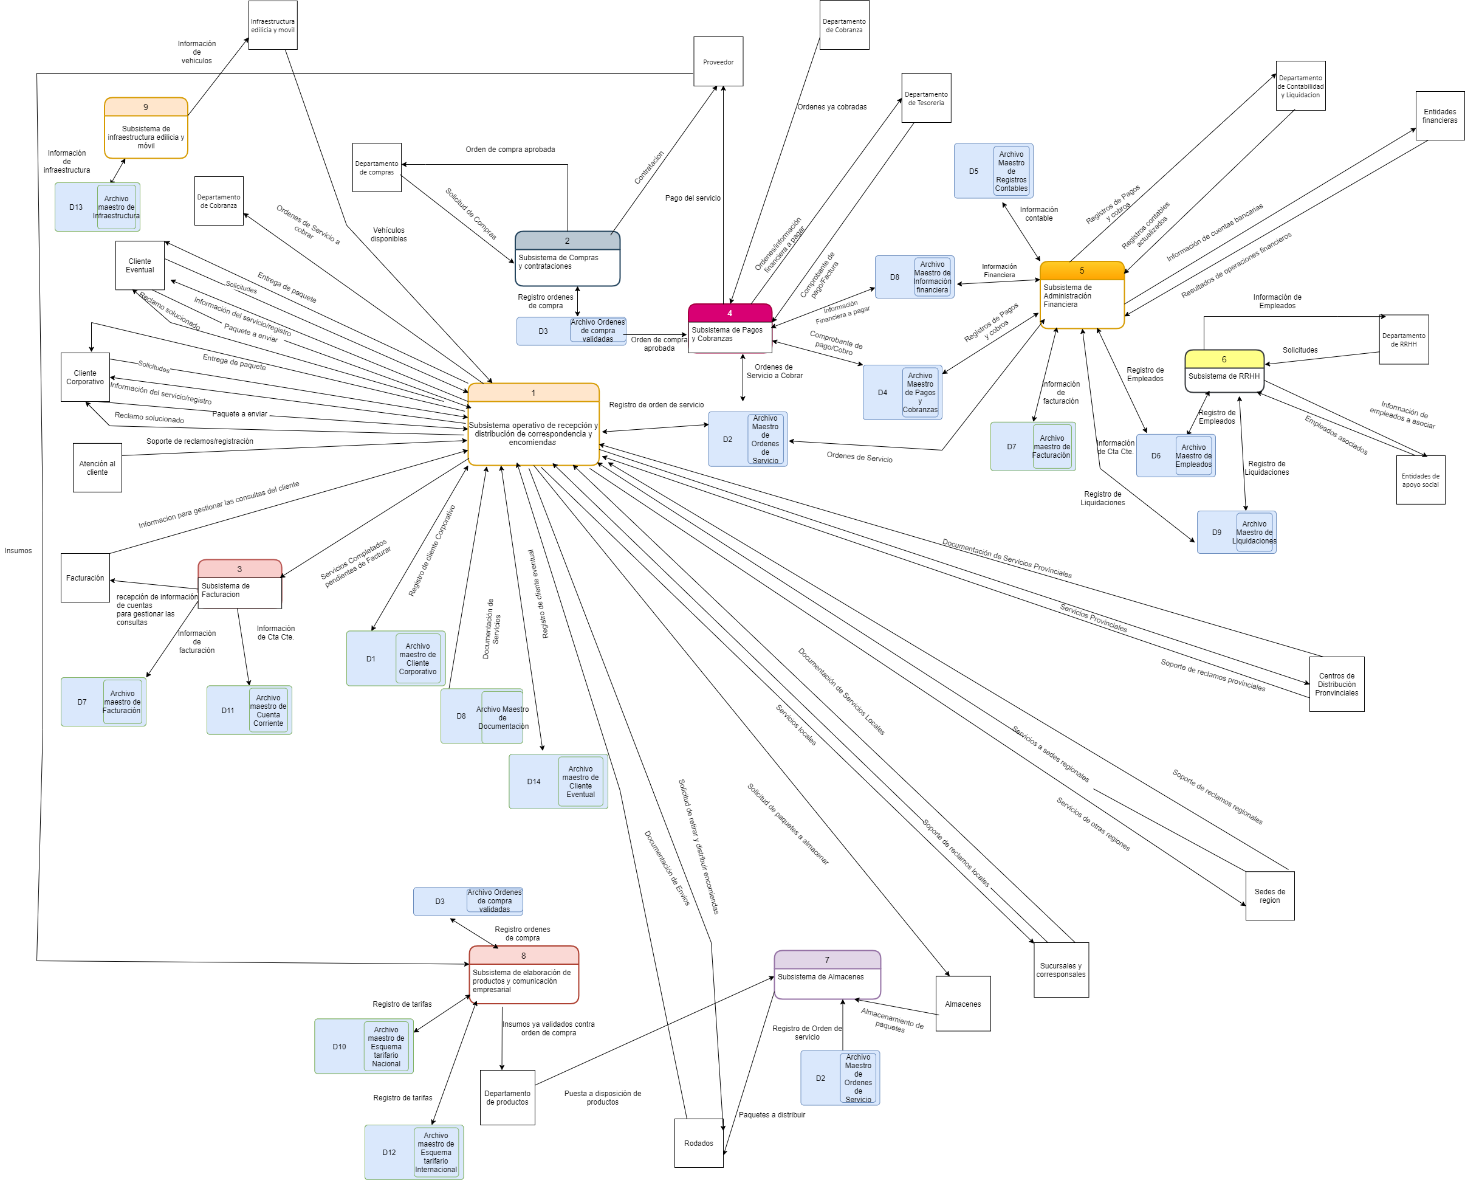 Infraestructura
edilicia y movil
Información
de
vehiculos
9
Subsistema de
infraestructura edilicia y
móvil
Información
de
infraestructura
D13
Archivo
maestro de
Infraestructura
Departamento
de Cobranza
Ordenes de Servicio a
cobrar
Vehículos
disponibles
Departamento
de compras
Orden de compra aprobada
Solicitud de Compras
2
Subsistema de Compras
y contrataciones
Contratacion
Proveedor
Pago del servicio
Registro ordenes
de compra
D3
Archivo Ordenes
de compra
validadas
Orden de compra
aprobada
Departamento
de Cobranza
Ordenes ya cobradas
Departamento
de Tesoreria
Ordenes/información
financiera a pagar
Comprobante de
pago/Factura
4
Subsistema de Pagos
y Cobranzas
Información
Financiera a pagar
Comprobante de
pago/Cobro
Ordenes de
Servicio a Cobrar
D8
Archivo
Maestro de
Información
financiera
D4
Archivo
Maestro
de Pagos
y
Cobranzas
D2
Archivo
Maestro
de
Ordenes
de
Servicio
Registro de orden de servicio
Ordenes de Servicio
D5
Archivo
Maestro
de
Registros
Contables
Información
contable
Información
Financiera
Registros de Pagos
y cobros
5
Subsistema de
Administración
Financiera
Departamento
de Contabilidad
y Liquidacion
Registros de Pagos
y cobros
Registros contables
actualizados
Entidades
financieras
Información de cuentas bancarias
Resultados de operaciones financieros
Información de
Empleados
Departamento
de RRHH
Solicitudes
6
Subsistema de RRHH
Información de
empleados a asociar
Empleados asociados
Entidades de
apoyo social
Registro de
Empleados
Registro de
Empleados
Información
de
facturación
D7
Archivo
maestro de
Facturación
Información
de Cta Cte.
D6
Archivo
Maestro de
Empleados
Registro de
Liquidaciones
Registro de
Liquidaciones
D9
Archivo
Maestro de
Liquidaciones
Cliente
Eventual
Entrega de paquete
Solicitudes
Información del servicio/registro
Paquete a enviar
Reclamo solucionado
Cliente
Corporativo
Entrega de paquete
Solicitudes
Información del servicio/registro
Paquete a enviar
Reclamo solucionado
Atención al
cliente
Soporte de reclamos/registración
1
Subsistema operativo de recepción y
distribución de correspondencia y
encomiendas
Informacion para gestionar las consultas del cliente
Insumos
Facturación
3
Subsistema de
Facturacion
Servicios Completados
pendientes de Facturar
recepción de información
de cuentas
para gestionar las
consultas
Información
de
facturación
Información
de Cta Cte.
D7
Archivo
maestro de
Facturación
D11
Archivo
maestro de
Cuenta
Corriente
Registro de cliente Corporativo
D1
Archivo
maestro de
Cliente
Corporativo
Documentación de
Servicios
D8
Archivo Maestro
de
Documentación
Registro de cliente eventual
D14
Archivo
maestro de
Cliente
Eventual
Documentación de Servicios Provinciales
Servicios Provinciales
Soporte de reclamos provinciales
Centros de
Distribución
Pronvinciales
Documentación de Servicios Locales
Servicios locales
Soporte de reclamos locales
Servicios a sedes regionales
Soporte de reclamos regionales
Servicios de otras regiones
Sedes de
region
Sucursales y
corresponsales
Solicitud de paquetes a almacenar
Solicitud de retirar y distribuir encomiendas
Documentación de Envios
Almacenes
7
Subsistema de Almacenes
Almacenamiento de
paquetes
Registro de Orden de
servicio
D2
Archivo
Maestro
de
Ordenes
de
Servicio
Paquetes a distribuir
Rodados
D3
Archivo Ordenes
de compra
validadas
Registro ordenes
de compra
8
Subsistema de elaboración de
productos y comunicación
empresarial
Registro de tarifas
D10
Archivo
maestro de
Esquema
tarifario
Nacional
Registro de tarifas
D12
Archivo
maestro de
Esquema
tarifario
Internacional
Insumos ya validados contra
orden de compra
Departamento
de productos
Puesta a disposición de
productos